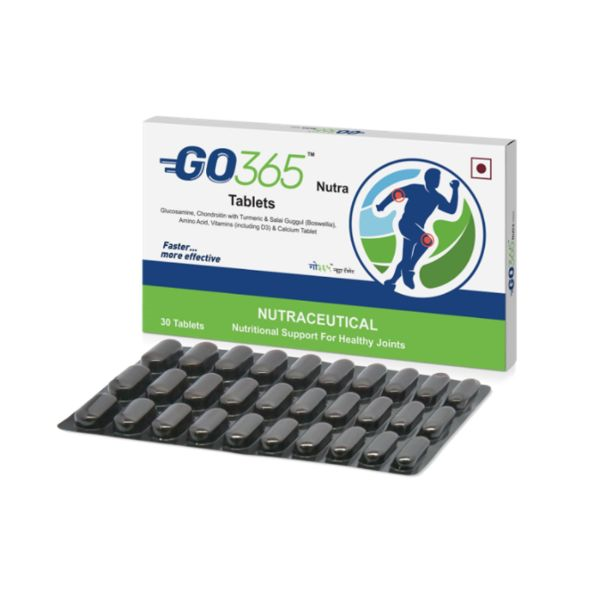 GO365™ Nutra
Tablets
Glucosamine, Chondroitin with Turmeric & Salai Guggul (Boswellia),
Amino Acid, Vitamins (including D3) & Calcium Tablet
Faster...
more effective
गो३६५™
NUTRACEUTICAL
30 Tablets
Nutritional Support For Healthy Joints